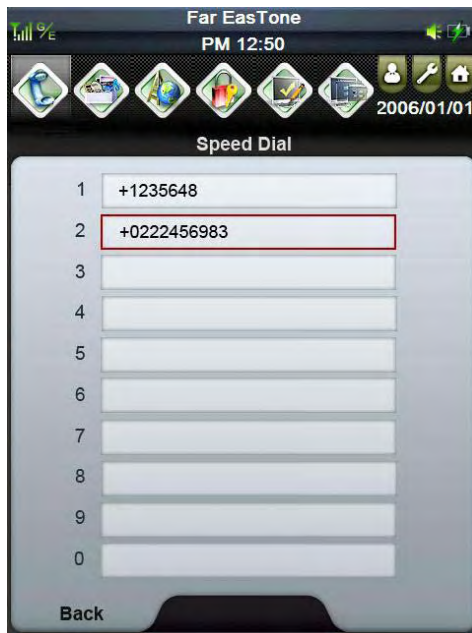 Far EasTone
G/E
PM 12:50
2006/01/01
Speed Dial
1 +1235648
2 +0222456983
3
4
5
6
7
8
9
0
Back